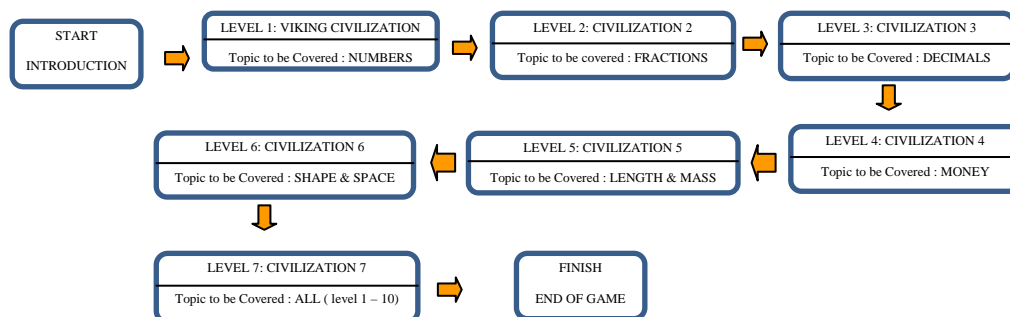 START
INTRODUCTION
LEVEL 1: VIKING CIVILIZATION
Topic to be Covered : NUMBERS
LEVEL 2: CIVILIZATION 2
Topic to be covered : FRACTIONS
LEVEL 3: CIVILIZATION 3
Topic to be Covered : DECIMALS
LEVEL 4: CIVILIZATION 4
Topic to be Covered : MONEY
LEVEL 5: CIVILIZATION 5
Topic to be Covered : LENGTH & MASS
LEVEL 6: CIVILIZATION 6
Topic to be Covered : SHAPE & SPACE
LEVEL 7: CIVILIZATION 7
Topic to be Covered : ALL ( level 1 – 10)
FINISH
END OF GAME